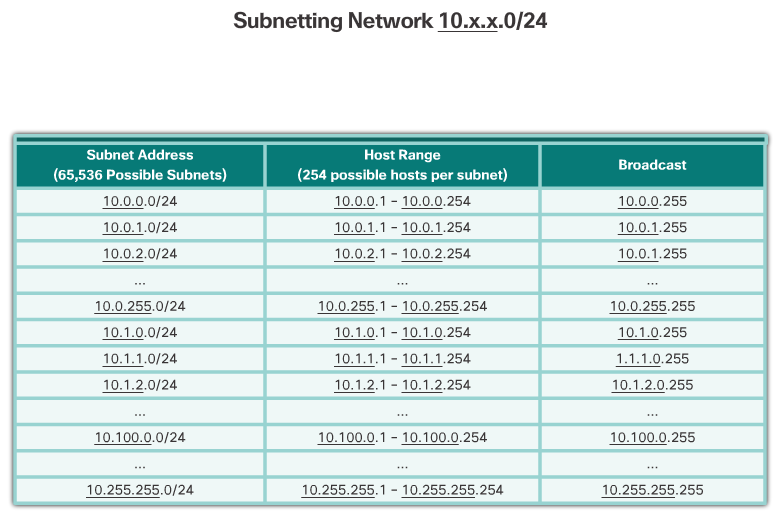 Subnetting Network 10.x.x.0/24
Subnet Address
(65,536 Possible Subnets)
Host Range
(254 possible hosts per subnet)
Broadcast
10.0.0.0/24 10.0.0.1 – 10.0.0.254 10.0.0.255
10.0.1.0/24 10.0.1.1 – 10.0.1.254 10.0.1.255
10.0.2.0/24 10.0.2.1 – 10.0.2.254 10.0.1.255
... ... ...
10.0.255.0/24 10.0.255.1 – 10.0.255.254 10.0.255.255
10.1.0.0/24 10.1.0.1 – 10.1.0.254 10.1.0.255
10.1.1.0/24 10.1.1.1 – 10.1.1.254 1.1.1.0.255
10.1.2.0/24 10.1.2.1 – 10.1.2.254 10.1.2.0.255
... ... ...
10.100.0.0/24 10.100.0.1 – 10.100.0.254 10.100.0.255
... ... ...
10.255.255.0/24 10.255.255.1 – 10.255.255.254 10.255.255.255